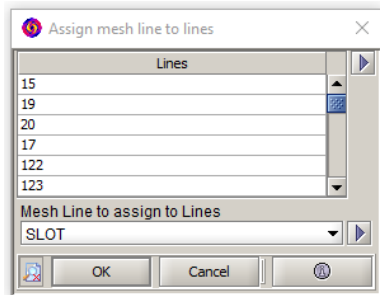 Assign mesh line to lines
Lines
15
19
20
17
122
123
Mesh Line to assign to Lines
SLOT
OK
Cancel